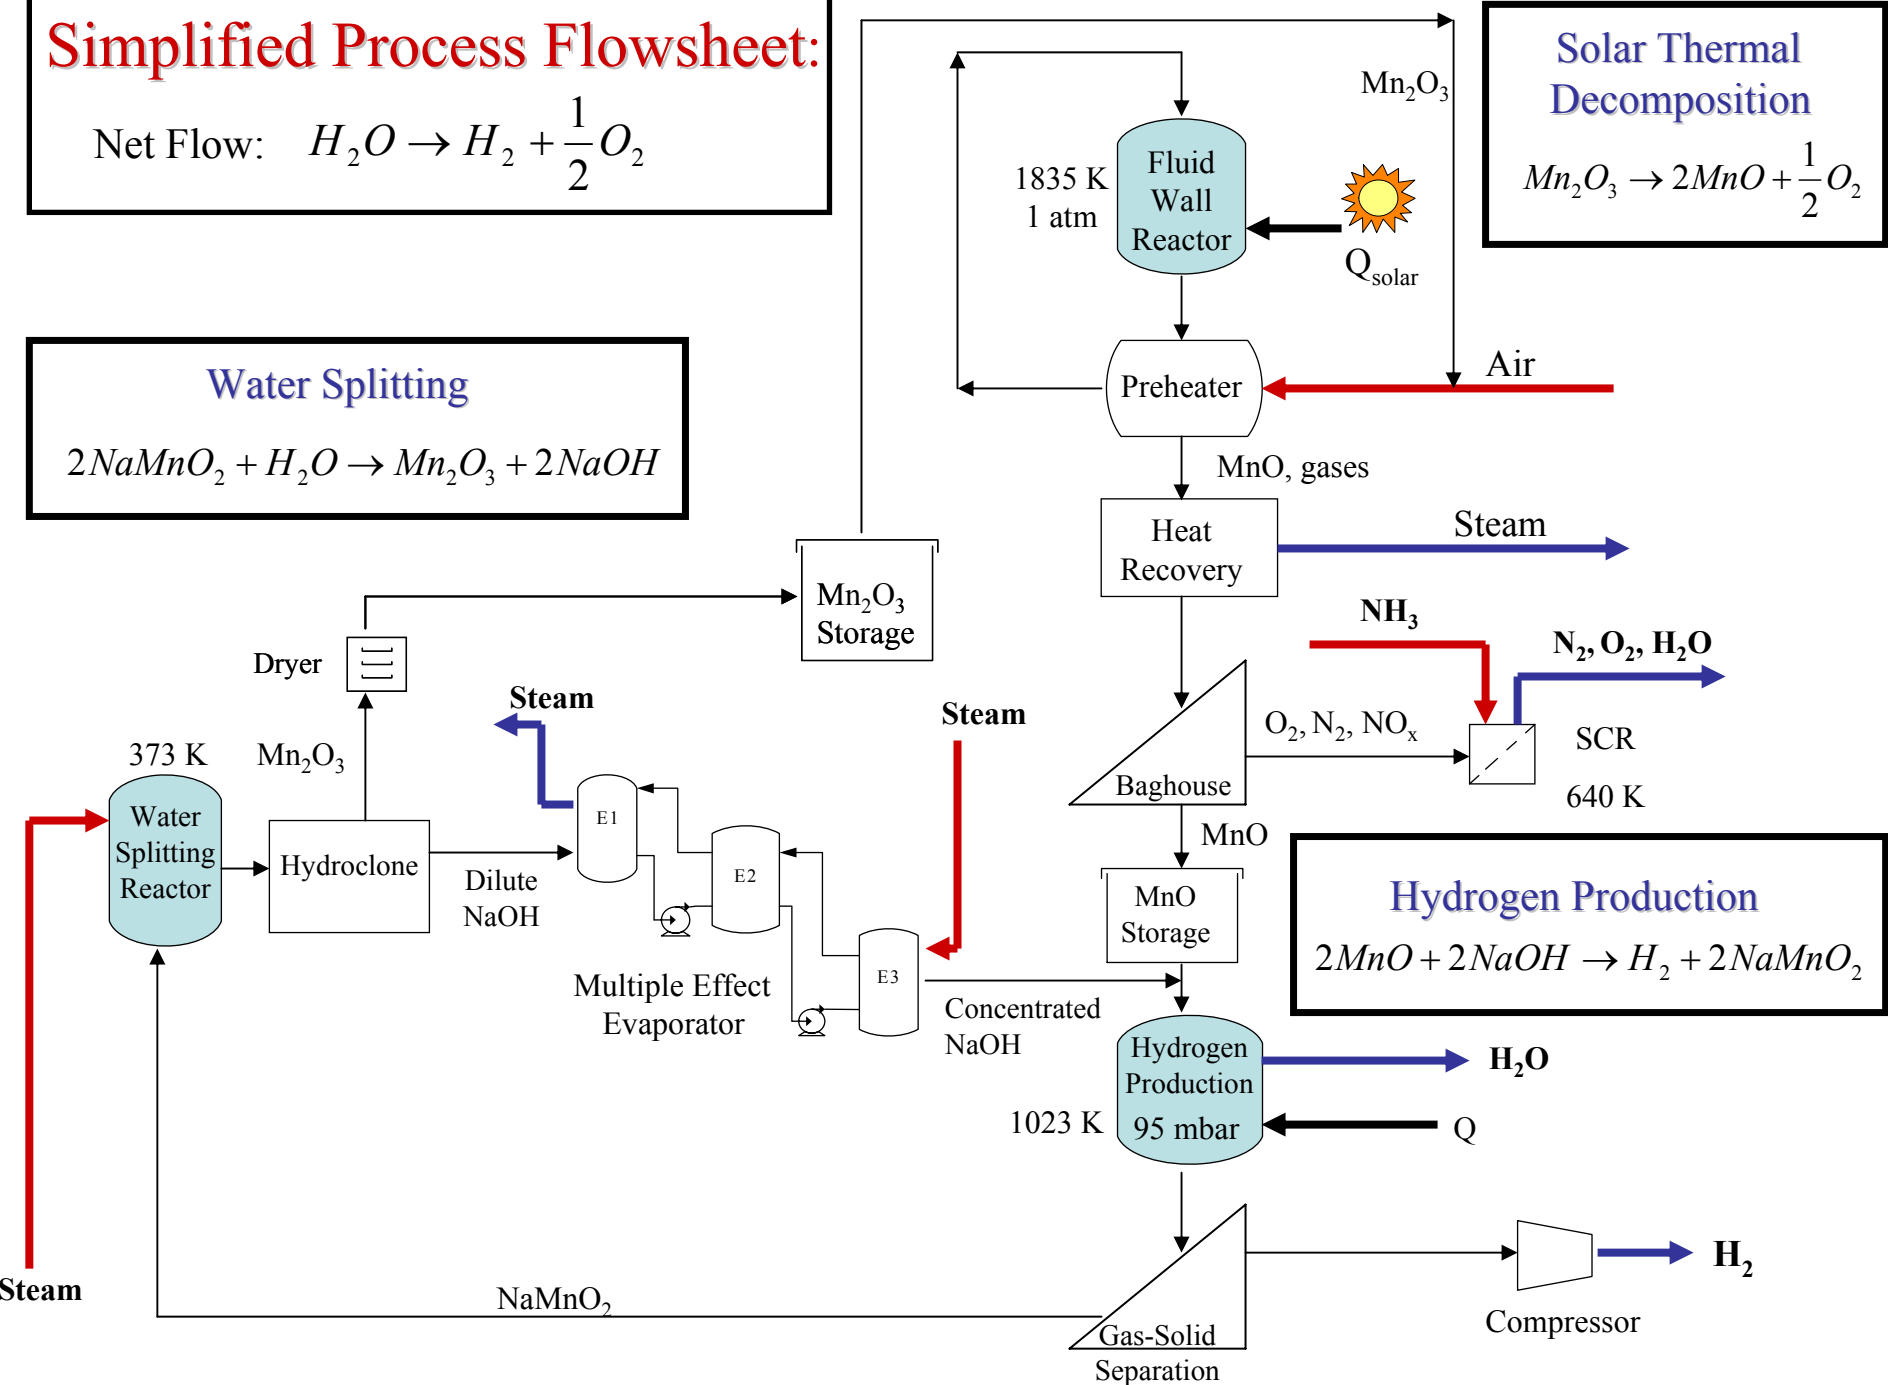 Simplified Process Flowsheet:
Net Flow: H₂O → H₂ + 1/2 O₂
Solar Thermal
Decomposition
Mn₂O₃ → 2MnO + 1/2 O₂
Mn₂O₃
Fluid
Wall
Reactor
1835 K
1 atm
Qsolar
Water Splitting
2NaMnO₂ + H₂O → Mn₂O₃ + 2NaOH
Preheater
Air
MnO, gases
Heat
Recovery
Steam
Mn₂O₃
Storage
Dryer
NH₃
N₂, O₂, H₂O
Steam
Steam
O₂, N₂, NOₓ
SCR
640 K
Baghouse
373 K
Mn₂O₃
Water
Splitting
Reactor
Hydroclone
Dilute
NaOH
E1
E2
E3
Multiple Effect
Evaporator
MnO
MnO
Storage
Hydrogen Production
2MnO + 2NaOH → H₂ + 2NaMnO₂
Concentrated
NaOH
Hydrogen
Production
95 mbar
1023 K
H₂O
Q
Steam
NaMnO₂
Gas-Solid
Separation
Compressor
H₂